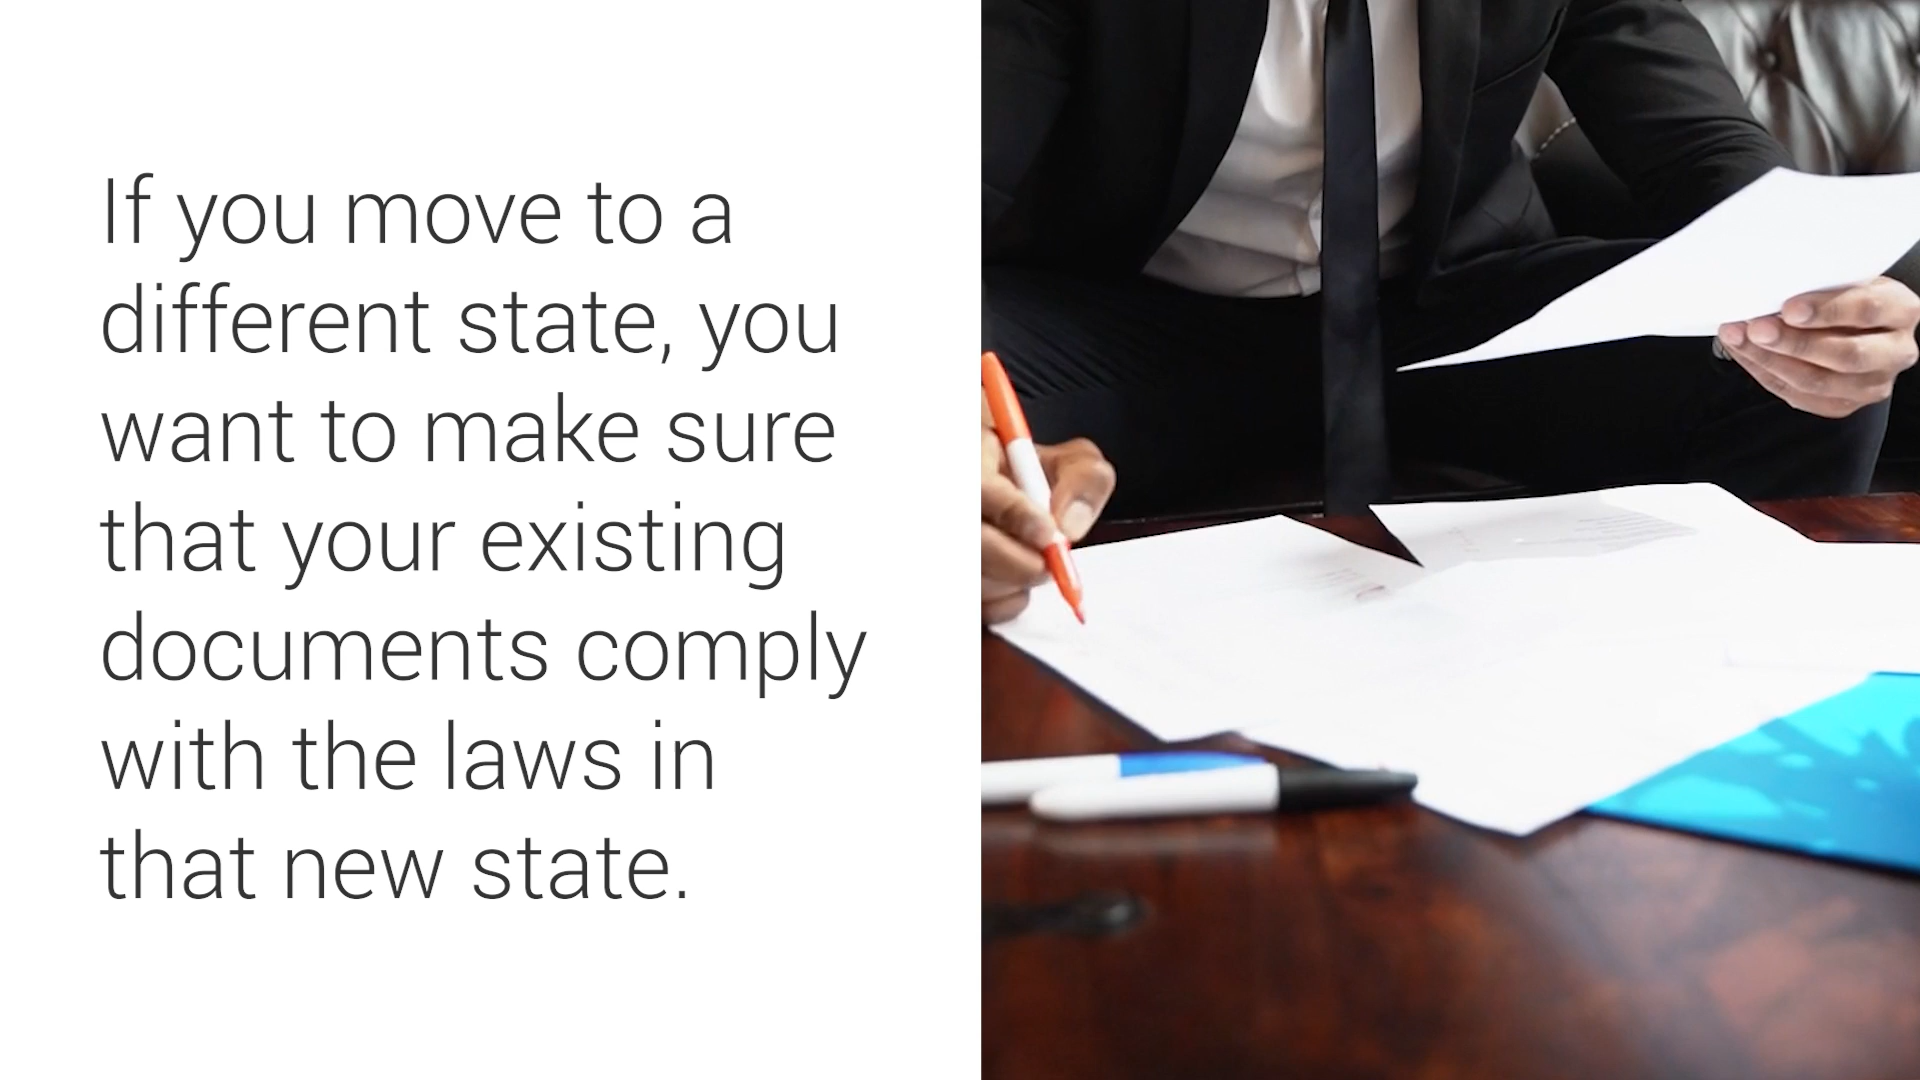 If you move to a
different state, you
want to make sure
that your existing
documents comply
with the laws in
that new state.